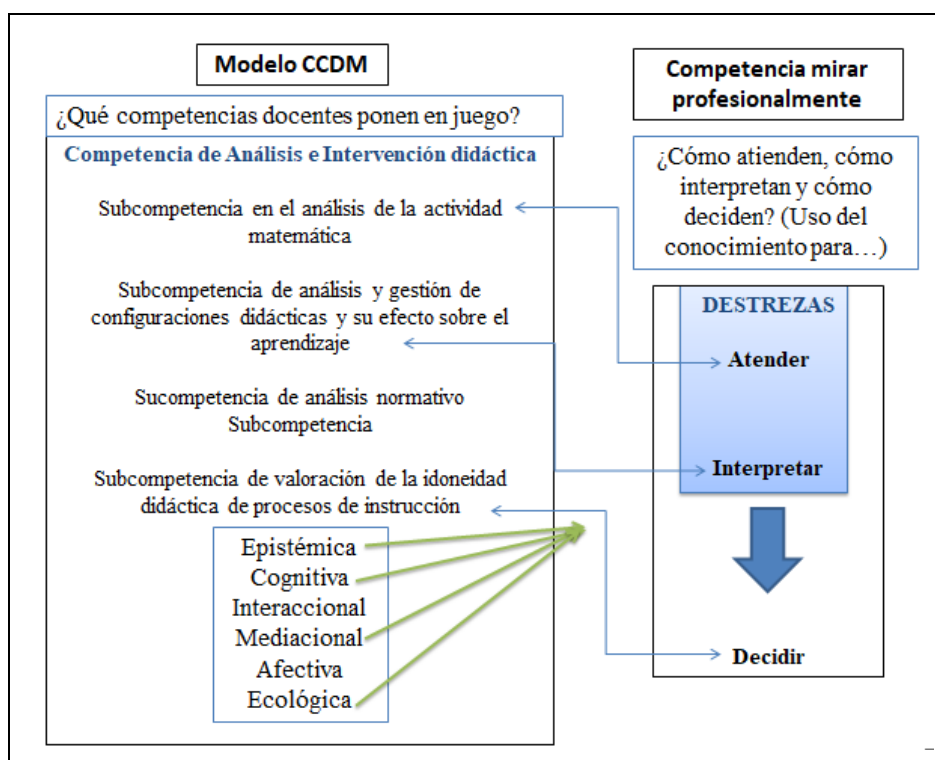 Modelo CCDM
¿Qué competencias docentes ponen en juego?
Competencia de Análisis e Intervención didáctica
Subcompetencia en el análisis de la actividad
matemática
Subcompetencia de análisis y gestión de
configuraciones didácticas y su efecto sobre el
aprendizaje
Sucompetencia de análisis normativo
Subcompetencia
Subcompetencia de valoración de la idoneidad
didáctica de procesos de instrucción
Epistémica
Cognitiva
Interaccional
Mediacional
Afectiva
Ecológica
Competencia mirar
profesionalmente
¿Cómo atienden, cómo
interpretan y cómo
deciden? (Uso del
conocimiento para…)
DESTREZAS
Atender
Interpretar
Decidir